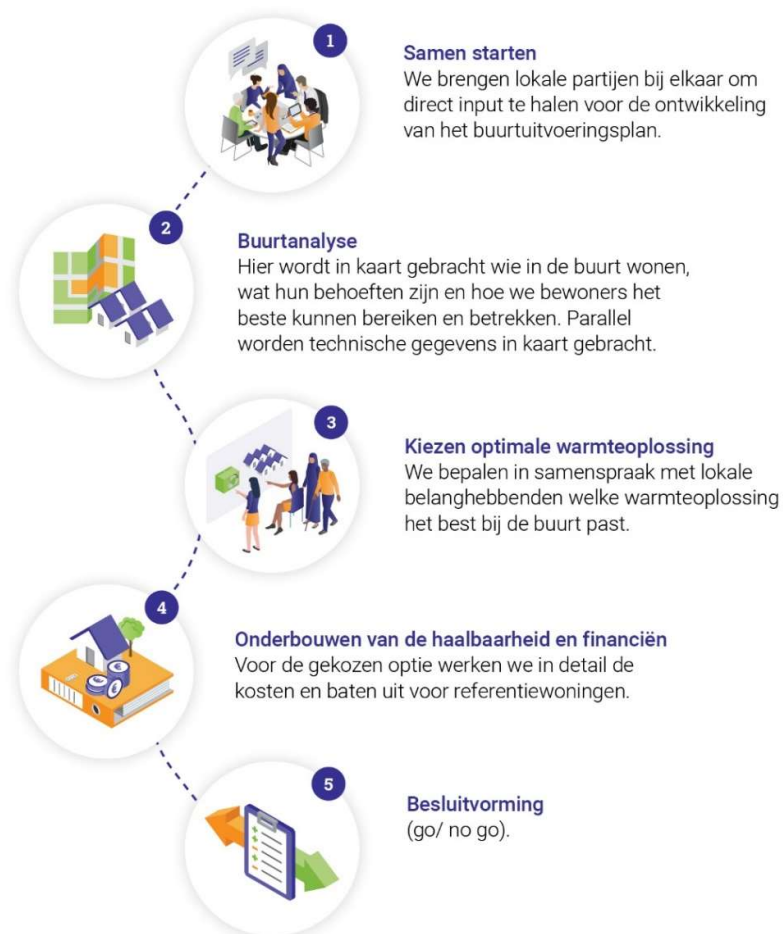 1
Samen starten
We brengen lokale partijen bij elkaar om
direct input te halen voor de ontwikkeling
van het buurtuitvoeringsplan.
2
Buurtanalyse
Hier wordt in kaart gebracht wie in de buurt wonen,
wat hun behoeften zijn en hoe we bewoners het
beste kunnen bereiken en betrekken. Parallel
worden technische gegevens in kaart gebracht.
3
Kiezen optimale warmteoplossing
We bepalen in samenspraak met lokale
belanghebbenden welke warmteoplossing
het best bij de buurt past.
4
Onderbouwen van de haalbaarheid en financiën
Voor de gekozen optie werken we in detail de
kosten en baten uit voor referentiewoningen.
5
Besluitvorming
(go/ no go).